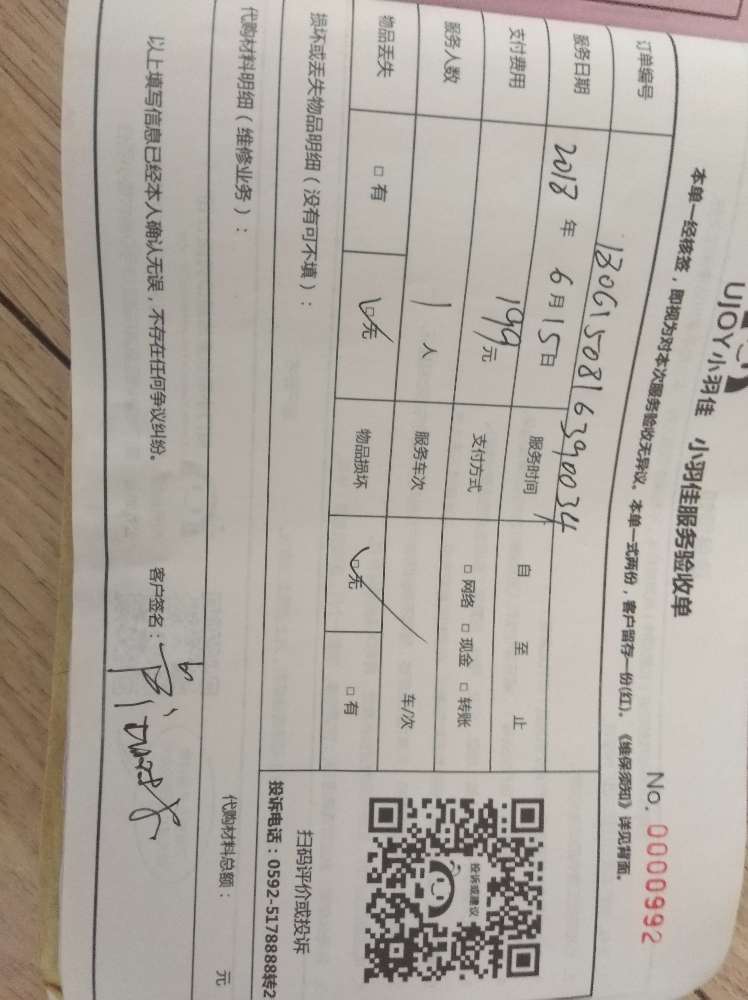 UJOY小羽佳 小羽佳服务验收单
No. 0000992
本单一经核签，即视为对本次服务验收无异议。本单一式两份，客户留存一份(红)。《维保须知》详见背面。
订单编号 180615081639 0034
服务日期 2018 年 6 月 15 日 服务时间 自 至 止
支付费用 199 元 支付方式 □ 网络 □ 现金 □ 转账
服务人数 1 人 服务车次 车/次
物品丢失 □ 有 □ 无 物品损坏 □ 无 □ 有
损坏或丢失物品明细（没有可不填）：
投诉或建议
扫码评价或投诉
投诉电话：0592-5178888转2
代购材料明细（维修业务）：
代购材料总额： 元
以上填写信息已经本人确认无误，不存在任何争议纠纷。 客户签名：